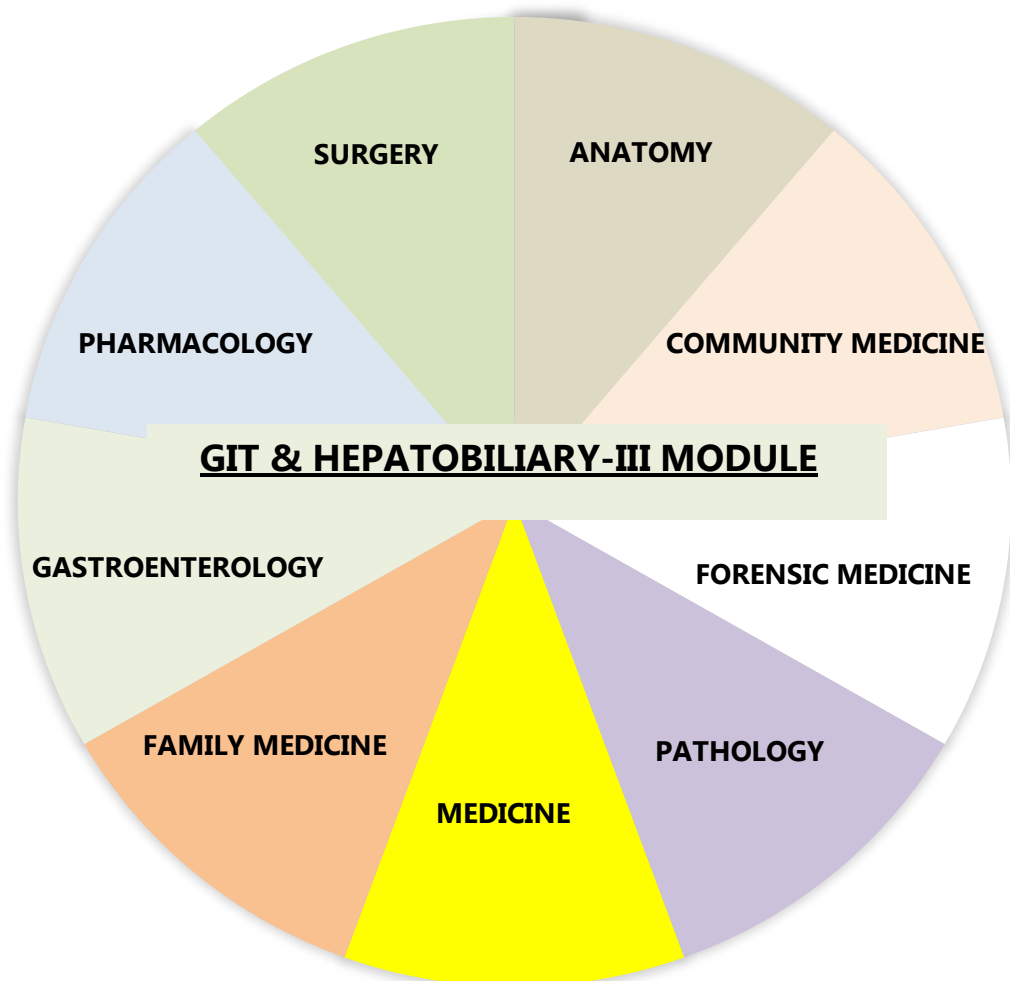 SURGERY
ANATOMY
PHARMACOLOGY
COMMUNITY MEDICINE
GIT & HEPATOBILIARY-III MODULE
GASTROENTEROLOGY
FORENSIC MEDICINE
FAMILY MEDICINE
PATHOLOGY
MEDICINE